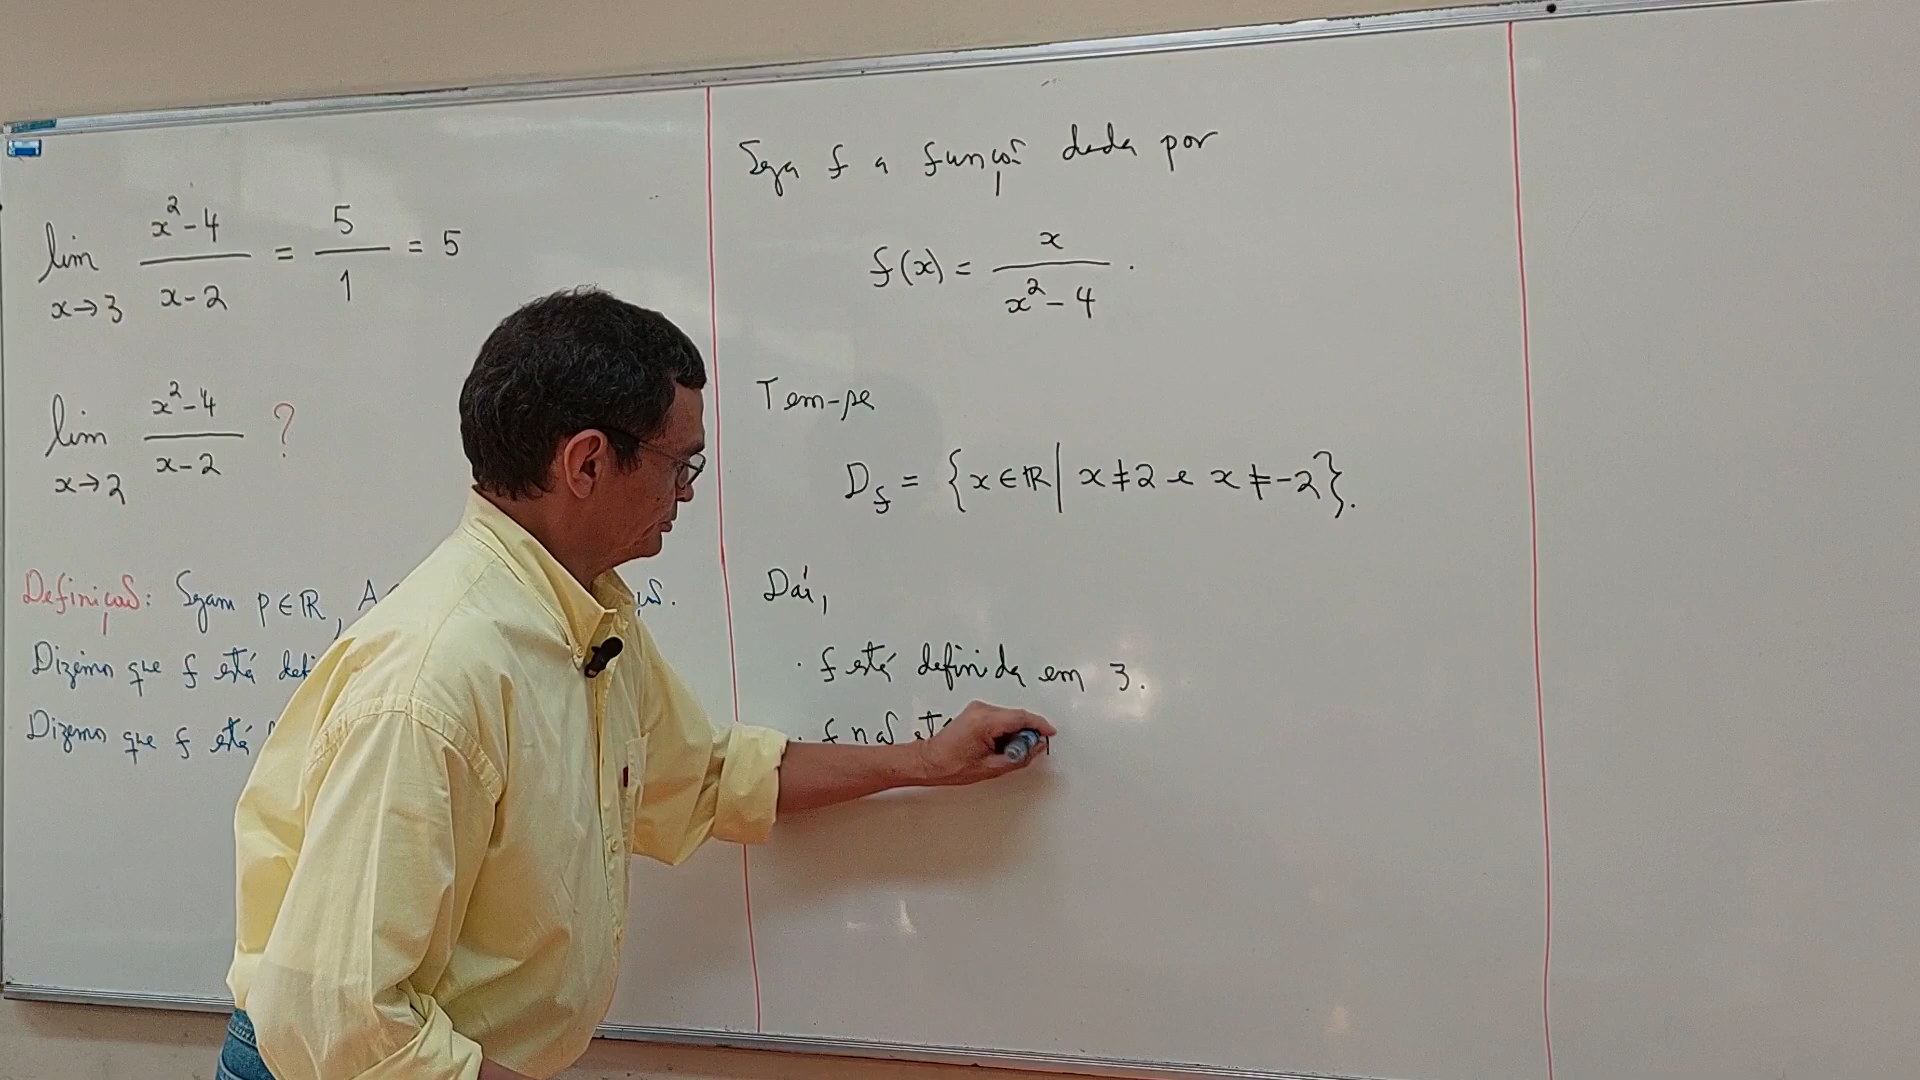 lim x→3 x²-4 / x-2 = 5 / 1 = 5
lim x→2 x²-4 / x-2 ?
Definição: Sejam p∈ℝ, A
Dizemos que f está
Dizemos que f está
Seja f a função dada por
f(x) = x / x²-4 .
Tem-se
D_f = {x∈ℝ | x≠2 e x≠-2}.
Daí,
· f está definida em 3.
· f não